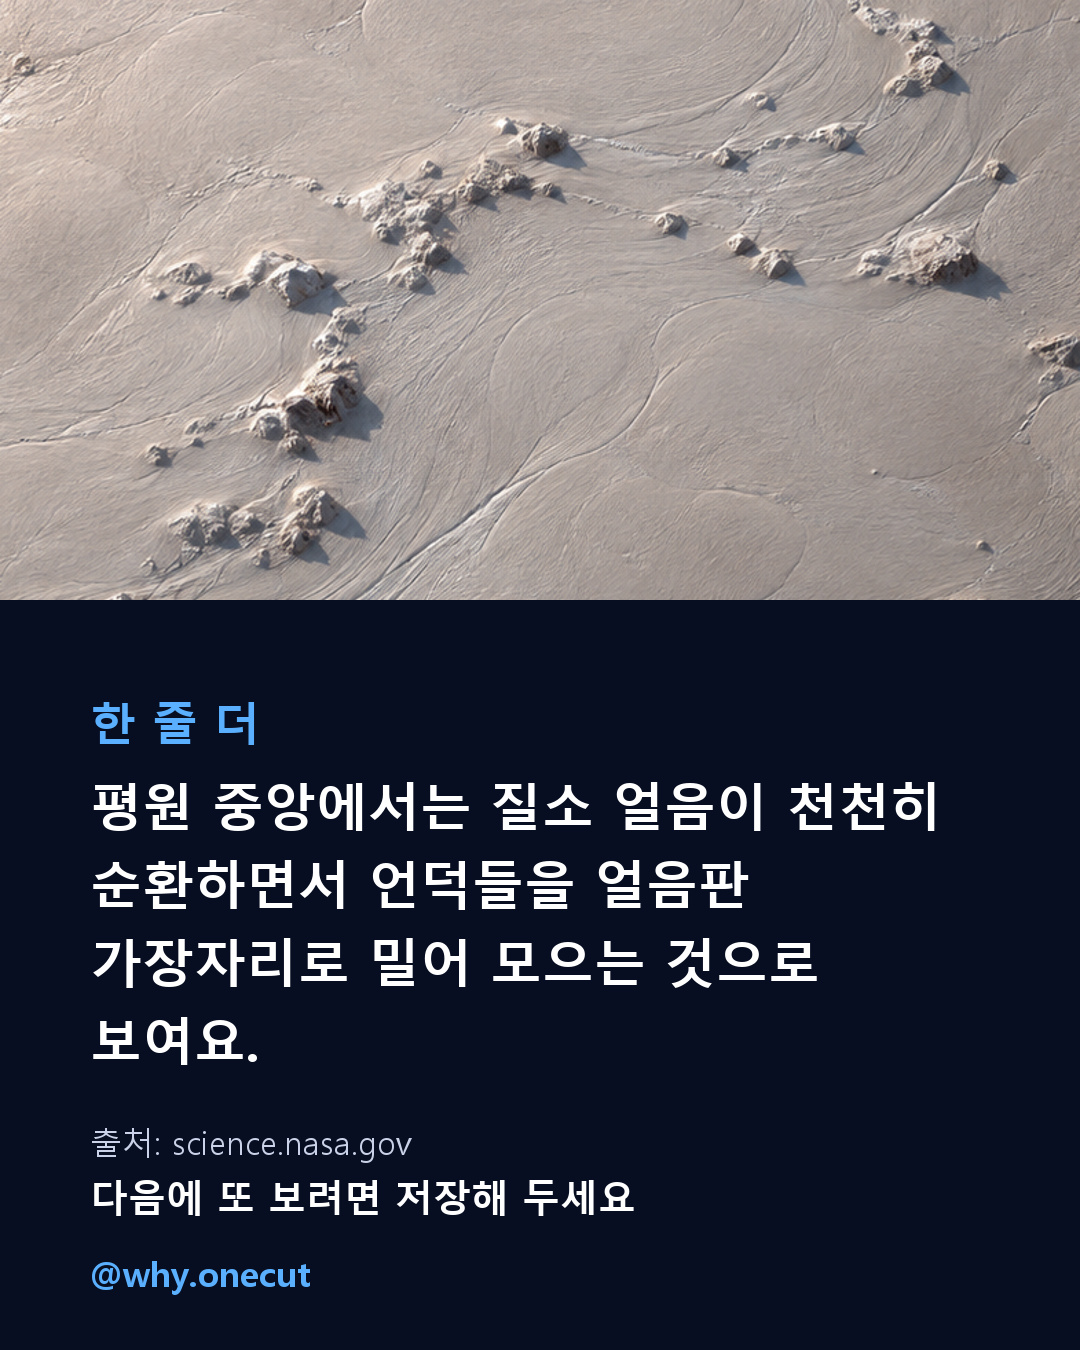 한 줄 더
평원 중앙에서는 질소 얼음이 천천히
순환하면서 언덕들을 얼음판
가장자리로 밀어 모으는 것으로
보여요.
출처: science.nasa.gov
다음에 또 보려면 저장해 두세요
@why.onecut